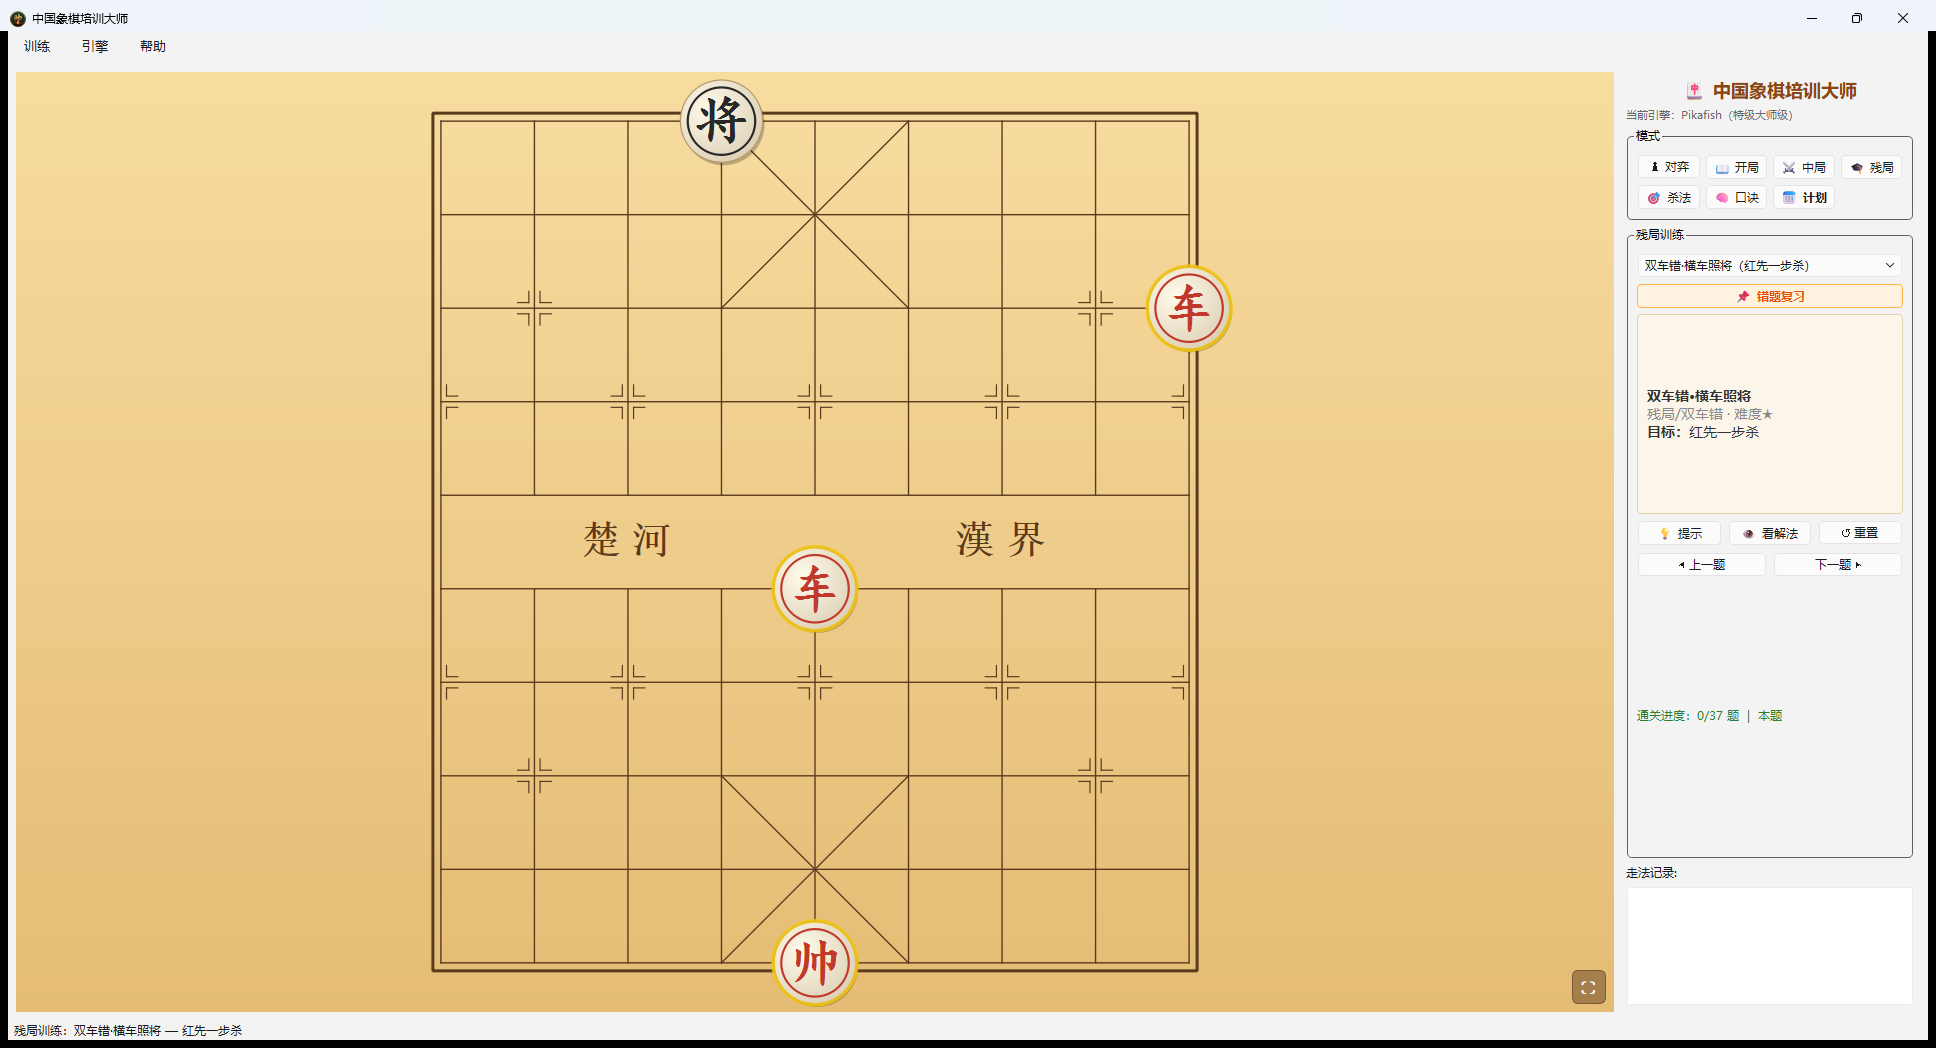 中国象棋培训大师
训练 引擎 帮助
中国象棋培训大师
当前引擎：Pikafish（特级大师级）
模式
对弈 开局 中局 残局
杀法 口诀 计划
残局训练
双车错·横车照将（红先一步杀）
错题复习
双车错•横车照将
残局/双车错 · 难度★
目标：红先一步杀
提示 看解法 ↺ 重置
上一题 下一题
通关进度：0/37 题 | 本题
走法记录:
将
车
楚河 漢界
车
帅
残局训练：双车错·横车照将 — 红先一步杀